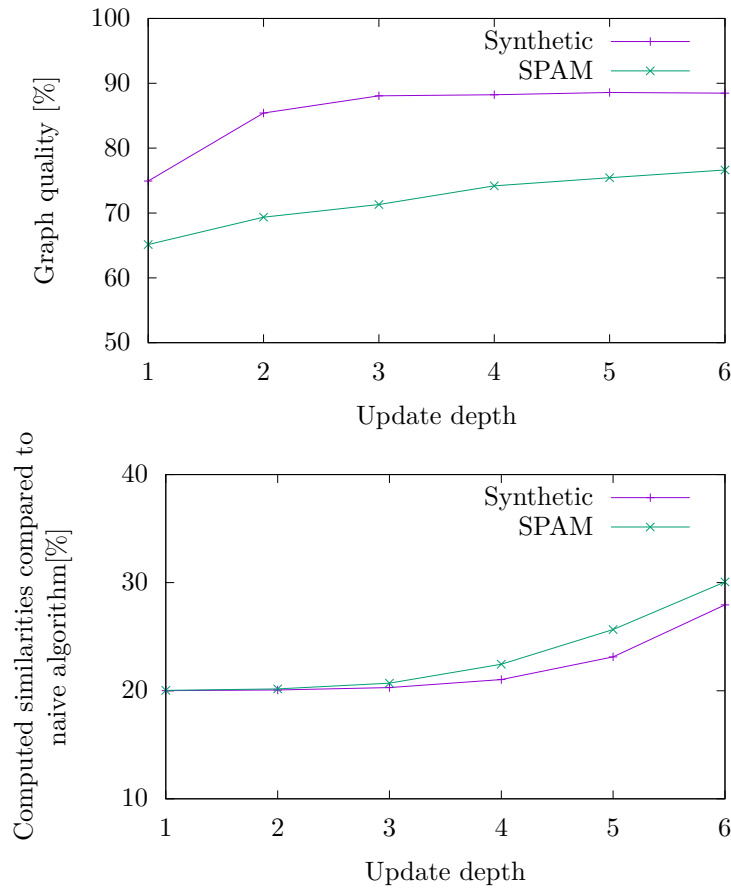 100
90
80
70
60
50
Graph quality [%]
Synthetic
SPAM
1 2 3 4 5 6
Update depth
40
30
20
10
Computed similarities compared to
naive algorithm[%]
Synthetic
SPAM
1 2 3 4 5 6
Update depth